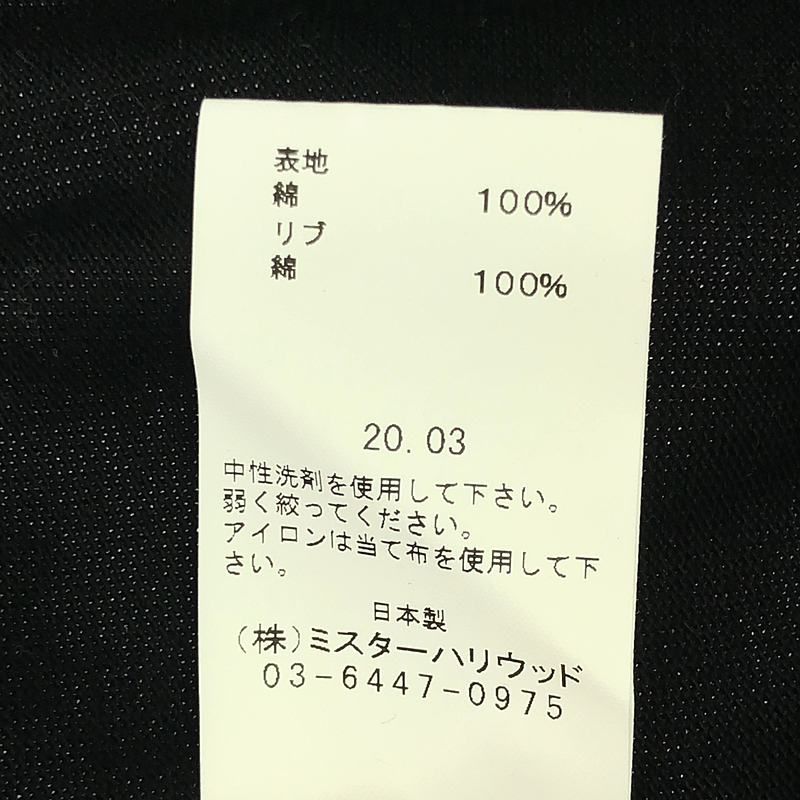 表地
綿 100%
リブ
綿 100%
20.03
中性洗剤を使用して下さい。
弱く絞ってください。
アイロンは当て布を使用して下
さい。
日本製
(株)ミスターハリウッド
03-6447-0975